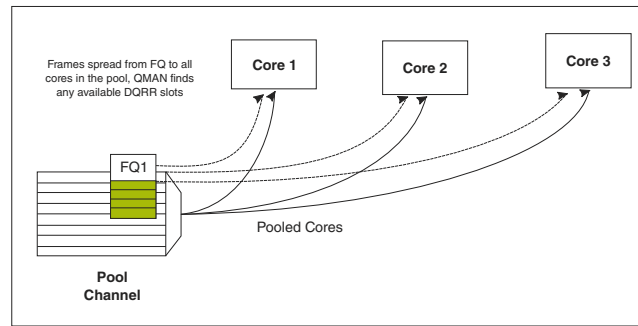 Frames spread from FQ to all
cores in the pool, QMAN finds
any available DQRR slots
Core 1
Core 2
Core 3
FQ1
Pooled Cores
Pool
Channel